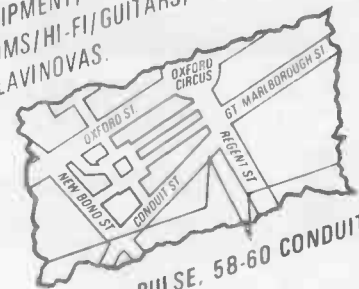 IPMENT/
OMS/HI-FI/GUITARS/
LAVINOVAS.
OXFORD
CIRCUS
OXFORD ST.
GT. MARLBOROUGH ST.
REGENT ST
NEW BOND ST
CONDUIT ST.
PULSE, 58-60 CONDUIT